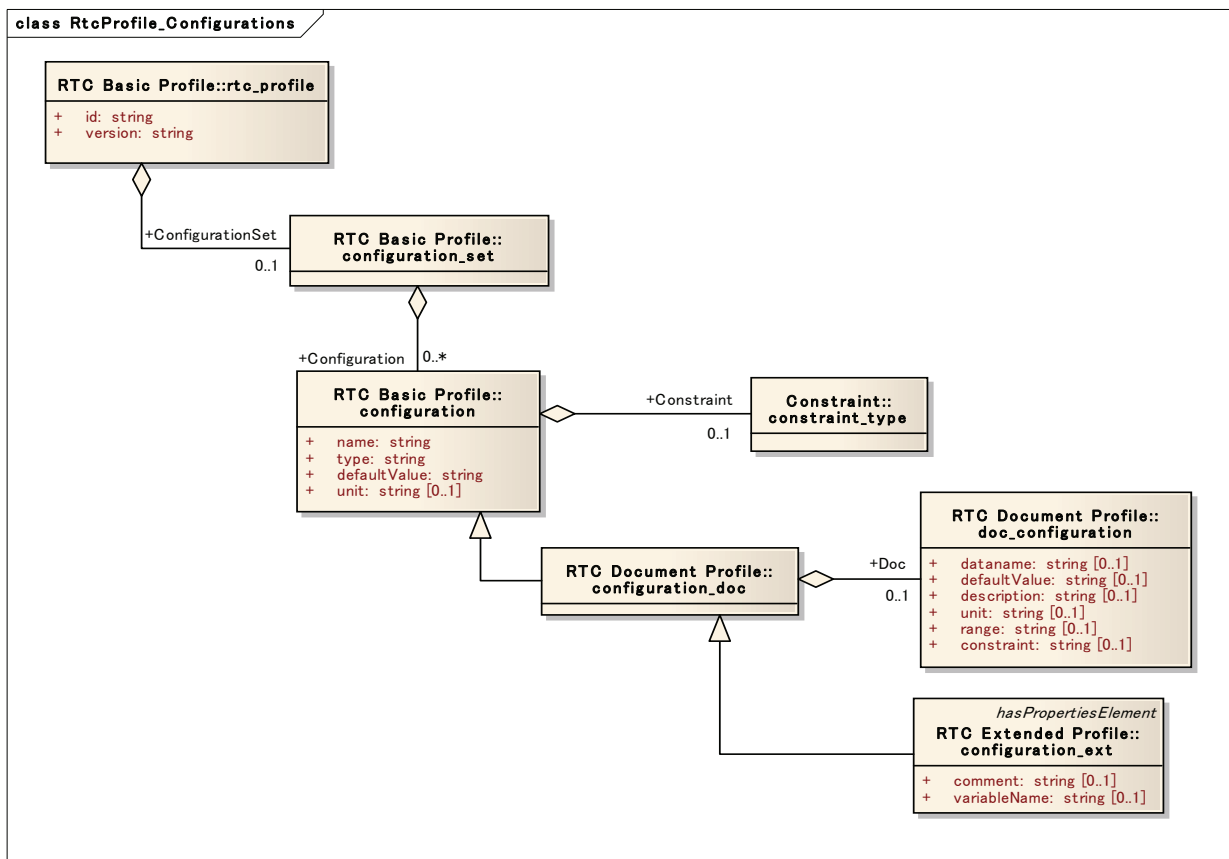 class RtcProfile_Configurations
RTC Basic Profile::rtc_profile
+ id: string
+ version: string
+ConfigurationSet
0..1
RTC Basic Profile::
configuration_set
+Configuration
0..*
RTC Basic Profile::
configuration
+ name: string
+ type: string
+ defaultValue: string
+ unit: string [0..1]
+Constraint
0..1
Constraint::
constraint_type
RTC Document Profile::
configuration_doc
+Doc
0..1
RTC Document Profile::
doc_configuration
+ dataname: string [0..1]
+ defaultValue: string [0..1]
+ description: string [0..1]
+ unit: string [0..1]
+ range: string [0..1]
+ constraint: string [0..1]
hasPropertiesElement
RTC Extended Profile::
configuration_ext
+ comment: string [0..1]
+ variableName: string [0..1]